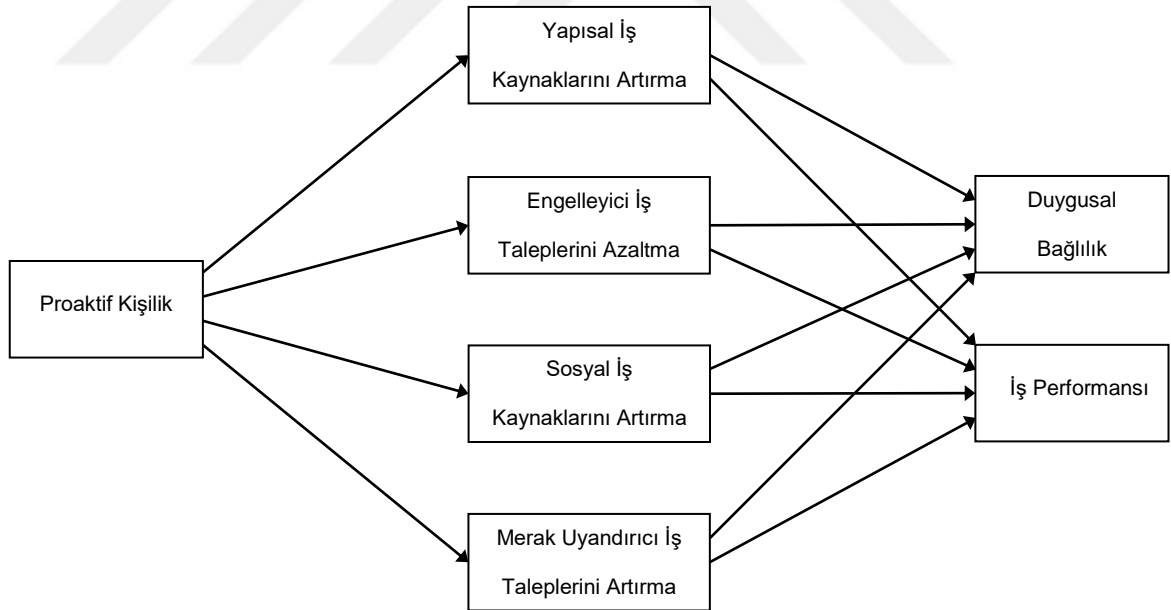 Yapısal İş
Kaynaklarını Artırma
Engelleyici İş
Taleplerini Azaltma
Duygusal
Bağlılık
Proaktif Kişilik
Sosyal İş
Kaynaklarını Artırma
İş Performansı
Merak Uyandırıcı İş
Taleplerini Artırma